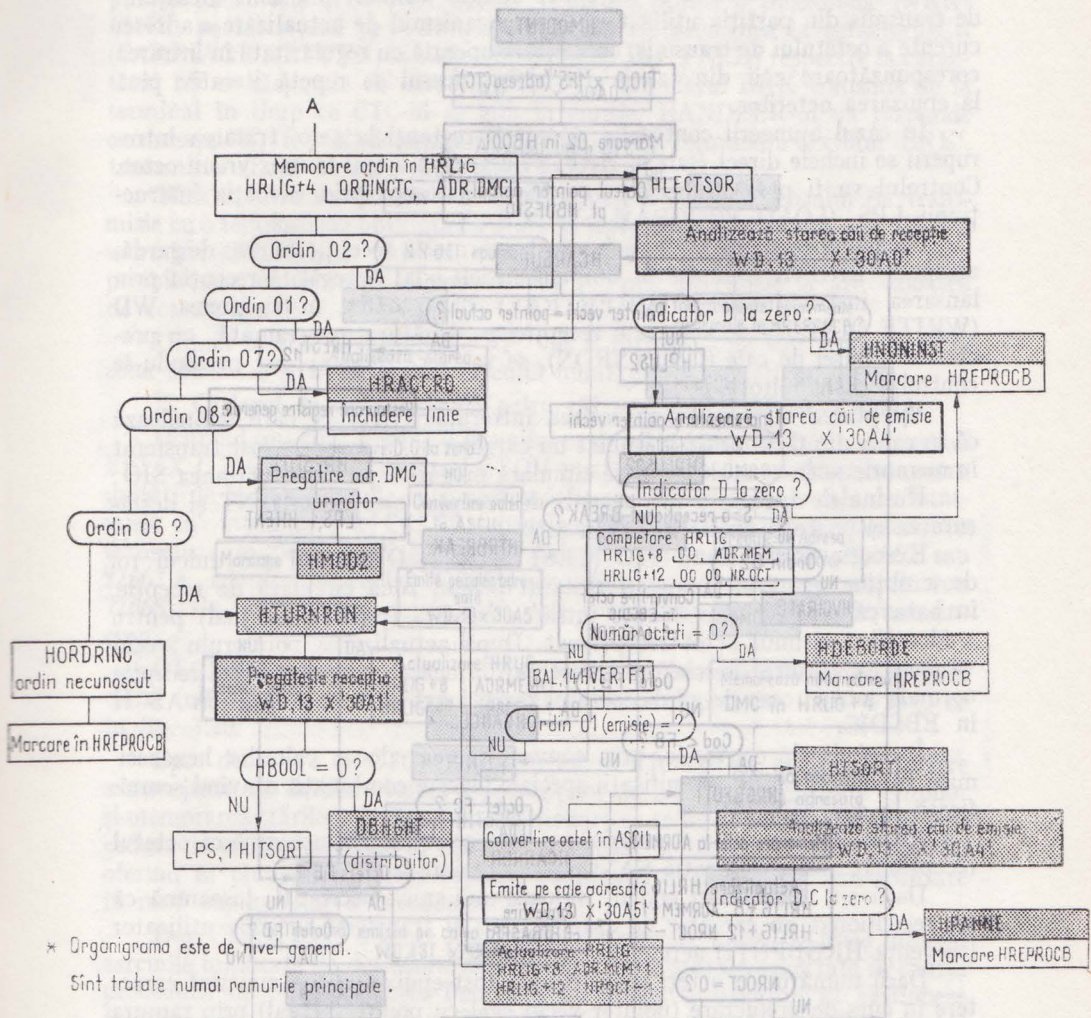 A
Memorare ordin în HRLIG
HRLIG+4 , ORDINCTC, ADR.DMC
Ordin 02 ?
DA
Ordin 01 ?
DA
Ordin 07?
DA
HRACCRO
Închidere linie
Ordin 08?
DA
Pregătire adr. DMC
următor
HMOD2
Ordin 06 ?
DA
HTURNRON
HORDRINC
ordin necunoscut
Marcare în HREPROCB
Pregătește recepția
WD,13 X'30A1'
HBOOL = 0?
NU
DA
LPS,1 HITSORT
DBHGHT
(distribuitor)
* Organigrama este de nivel general.
Sînt tratate numai ramurile principale.
HLECTSOR
Analizează starea căii de recepție
WD,13 X'30A0'
Indicator D la zero ?
DA
HNONINST
Marcare HREPROCB
Analizează starea căii de emisie
WD,13 X'30A4'
Indicator D la zero ?
NU
DA
Completare HRLIG
HRLIG+8 ,00, ADR.MEM
HRLIG+12 ,00 00 NR.OCT
Număr octeti = 0?
NU
DA
HDEBORDE
Marcare HREPROCB
BAL,14HVERIF1
Ordin 01 (emisie) = ?
NU
DA
HTSORT
Analizează starea căii de emisie
WD,13 X'30A4'
Indicator D,C la zero ?
DA
HPANNE
Marcare HREPROCB
Convertire octet în ASCII
Emite pe cale adresată
WD,13 X'30A5'
Actualizare HRLIG
HRLIG+8 ADR.MEM+1